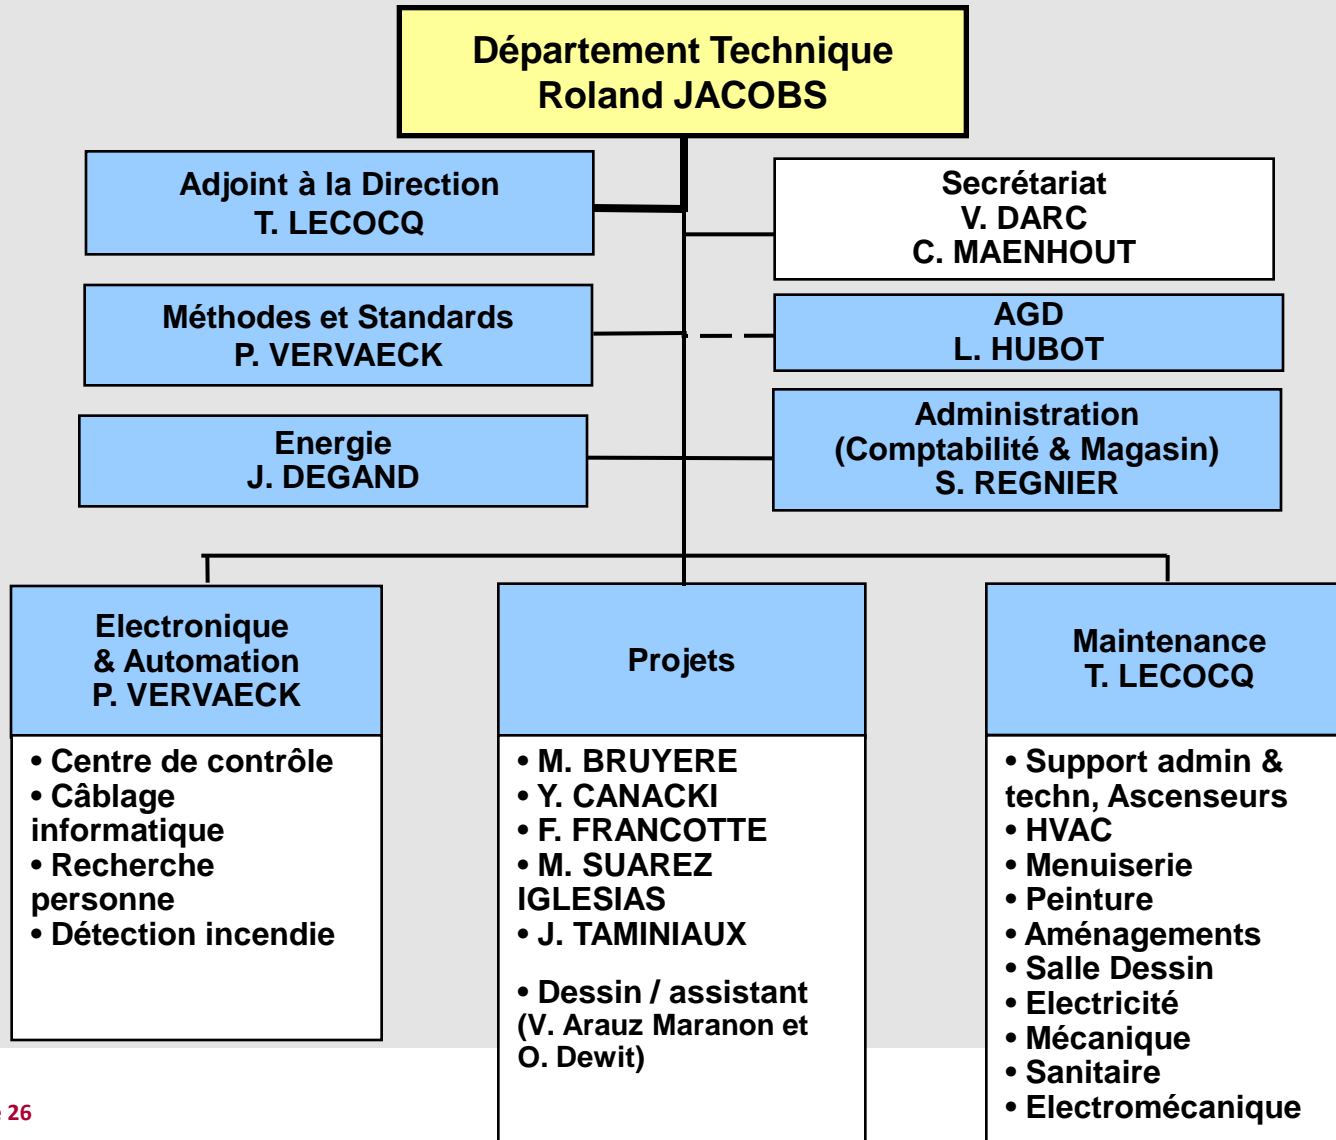 Département Technique
Roland JACOBS
Adjoint à la Direction
T. LECOCQ
Secrétariat
V. DARC
C. MAENHOUT
Méthodes et Standards
P. VERVAECK
AGD
L. HUBOT
Energie
J. DEGAND
Administration
(Comptabilité & Magasin)
S. REGNIER
Electronique
& Automation
P. VERVAECK
• Centre de contrôle
• Câblage
informatique
• Recherche
personne
• Détection incendie
Projets
• M. BRUYERE
• Y. CANACKI
• F. FRANCOTTE
• M. SUAREZ
IGLESIAS
• J. TAMINIAUX
• Dessin / assistant
(V. Arauz Maranon et
O. Dewit)
Maintenance
T. LECOCQ
• Support admin &
techn, Ascenseurs
• HVAC
• Menuiserie
• Peinture
• Aménagements
• Salle Dessin
• Electricité
• Mécanique
• Sanitaire
• Electromécanique
26